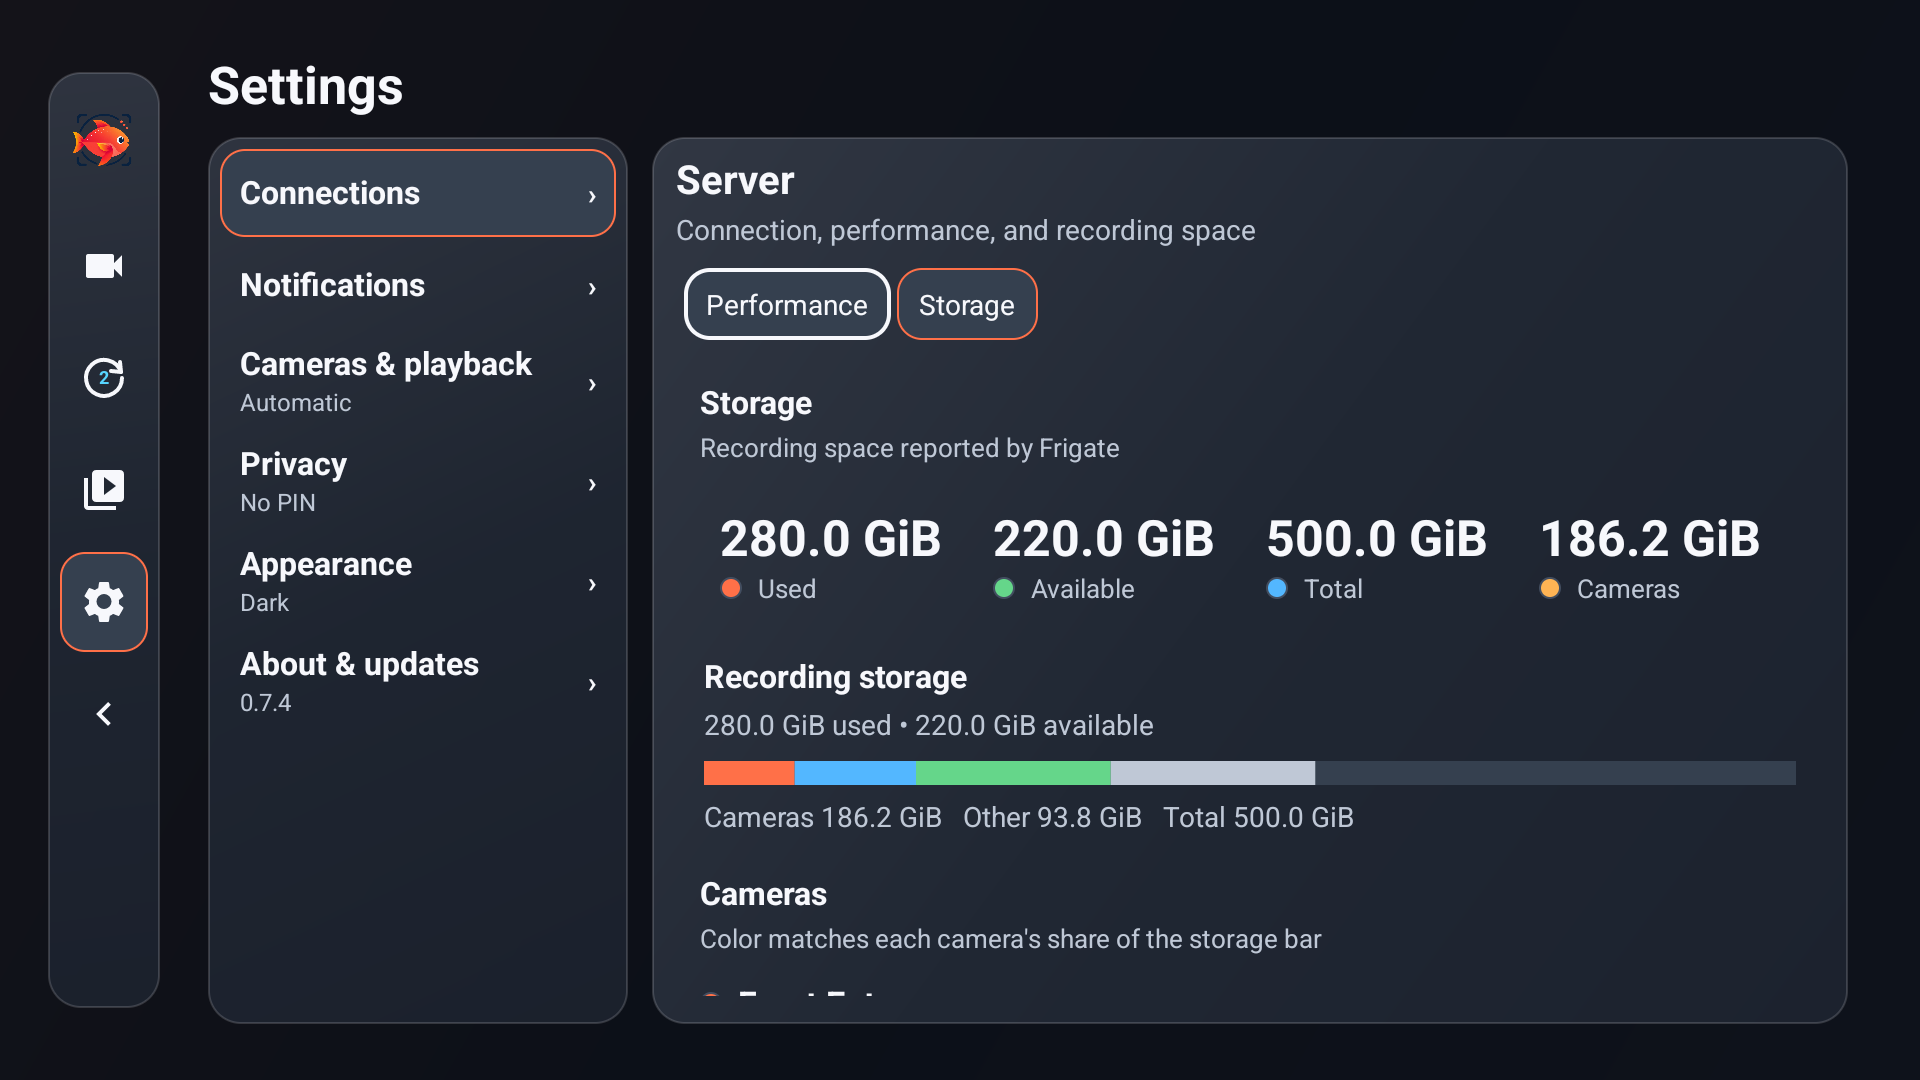 Settings
2
Connections
Notifications
Cameras & playback
Automatic
Privacy
No PIN
Appearance
Dark
About & updates
0.7.4
Server
Connection, performance, and recording space
Performance
Storage
Storage
Recording space reported by Frigate
280.0 GiB
Used
220.0 GiB
Available
500.0 GiB
Total
186.2 GiB
Cameras
Recording storage
280.0 GiB used • 220.0 GiB available
Cameras 186.2 GiB Other 93.8 GiB Total 500.0 GiB
Cameras
Color matches each camera's share of the storage bar